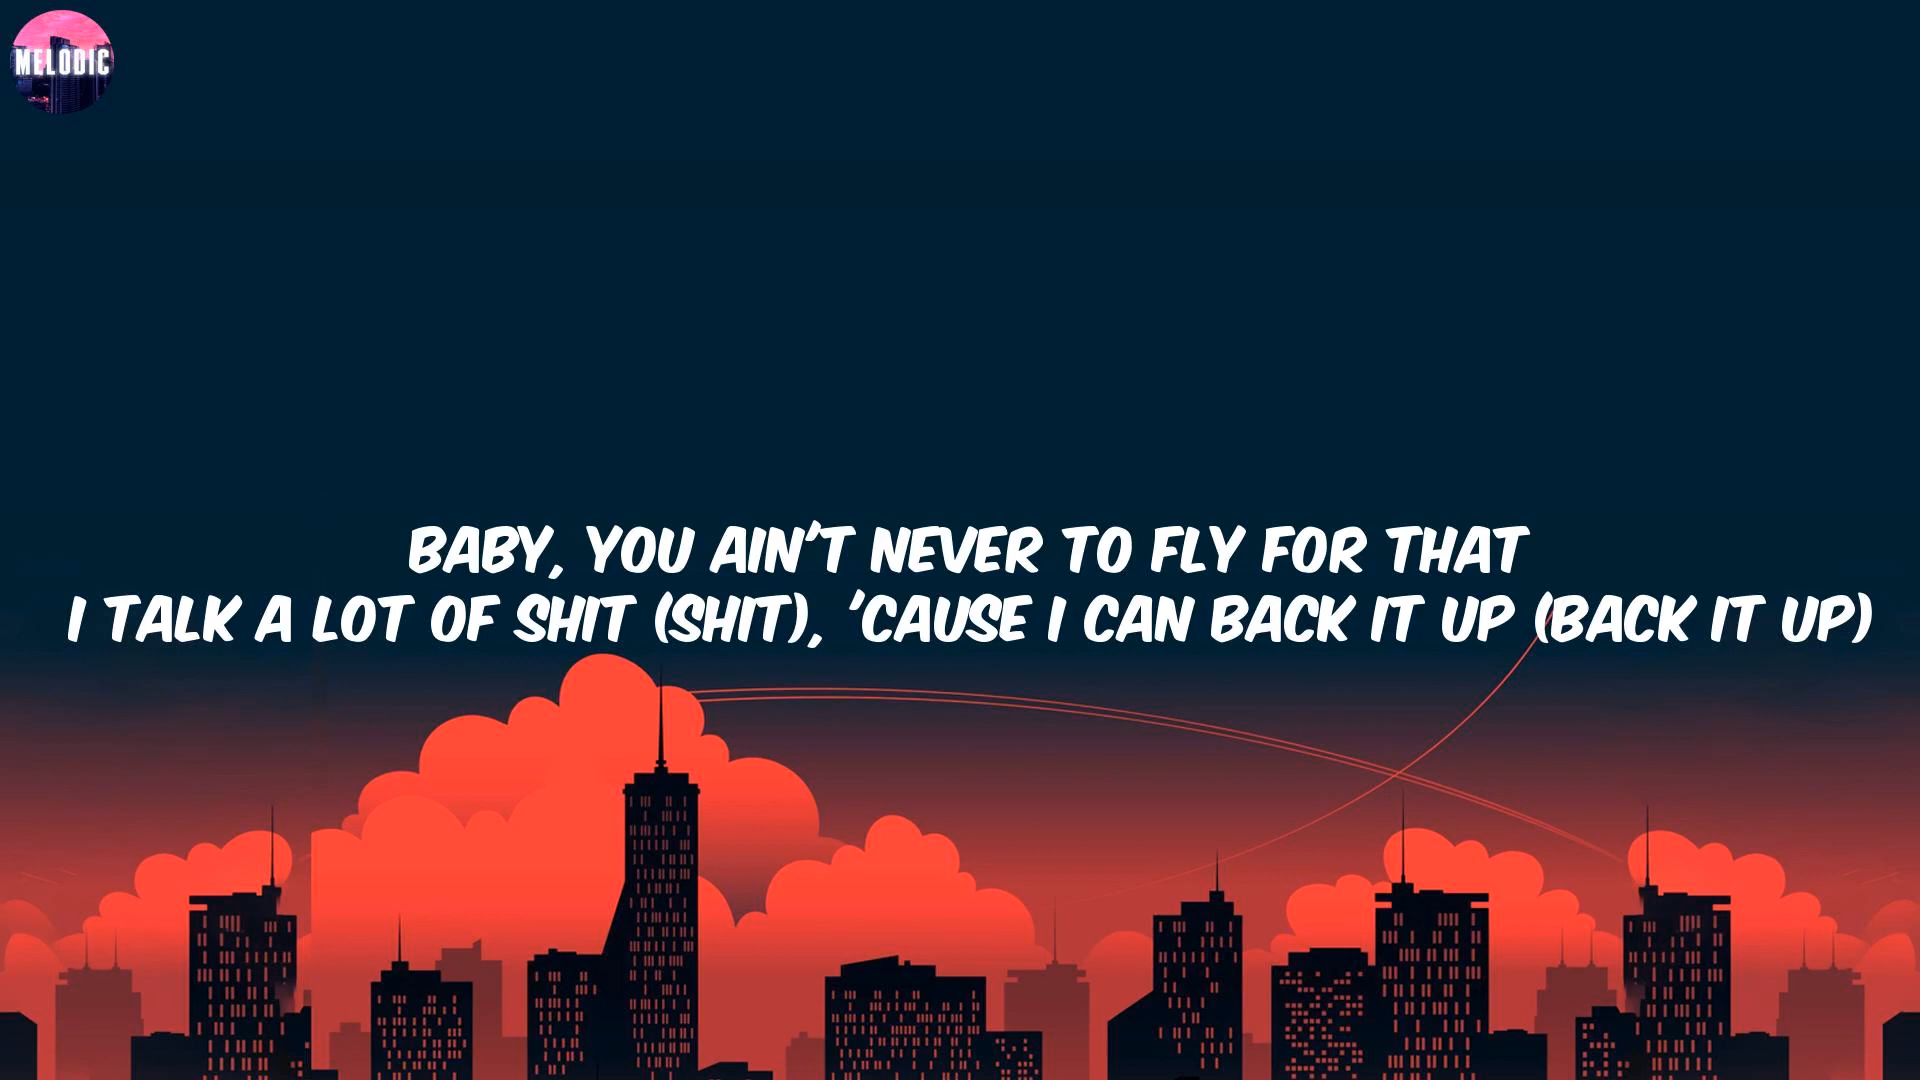 MELODIC
BABY, YOU AIN'T NEVER TO FLY FOR THAT
I TALK A LOT OF SHIT (SHIT), 'CAUSE I CAN BACK IT UP (BACK IT UP)